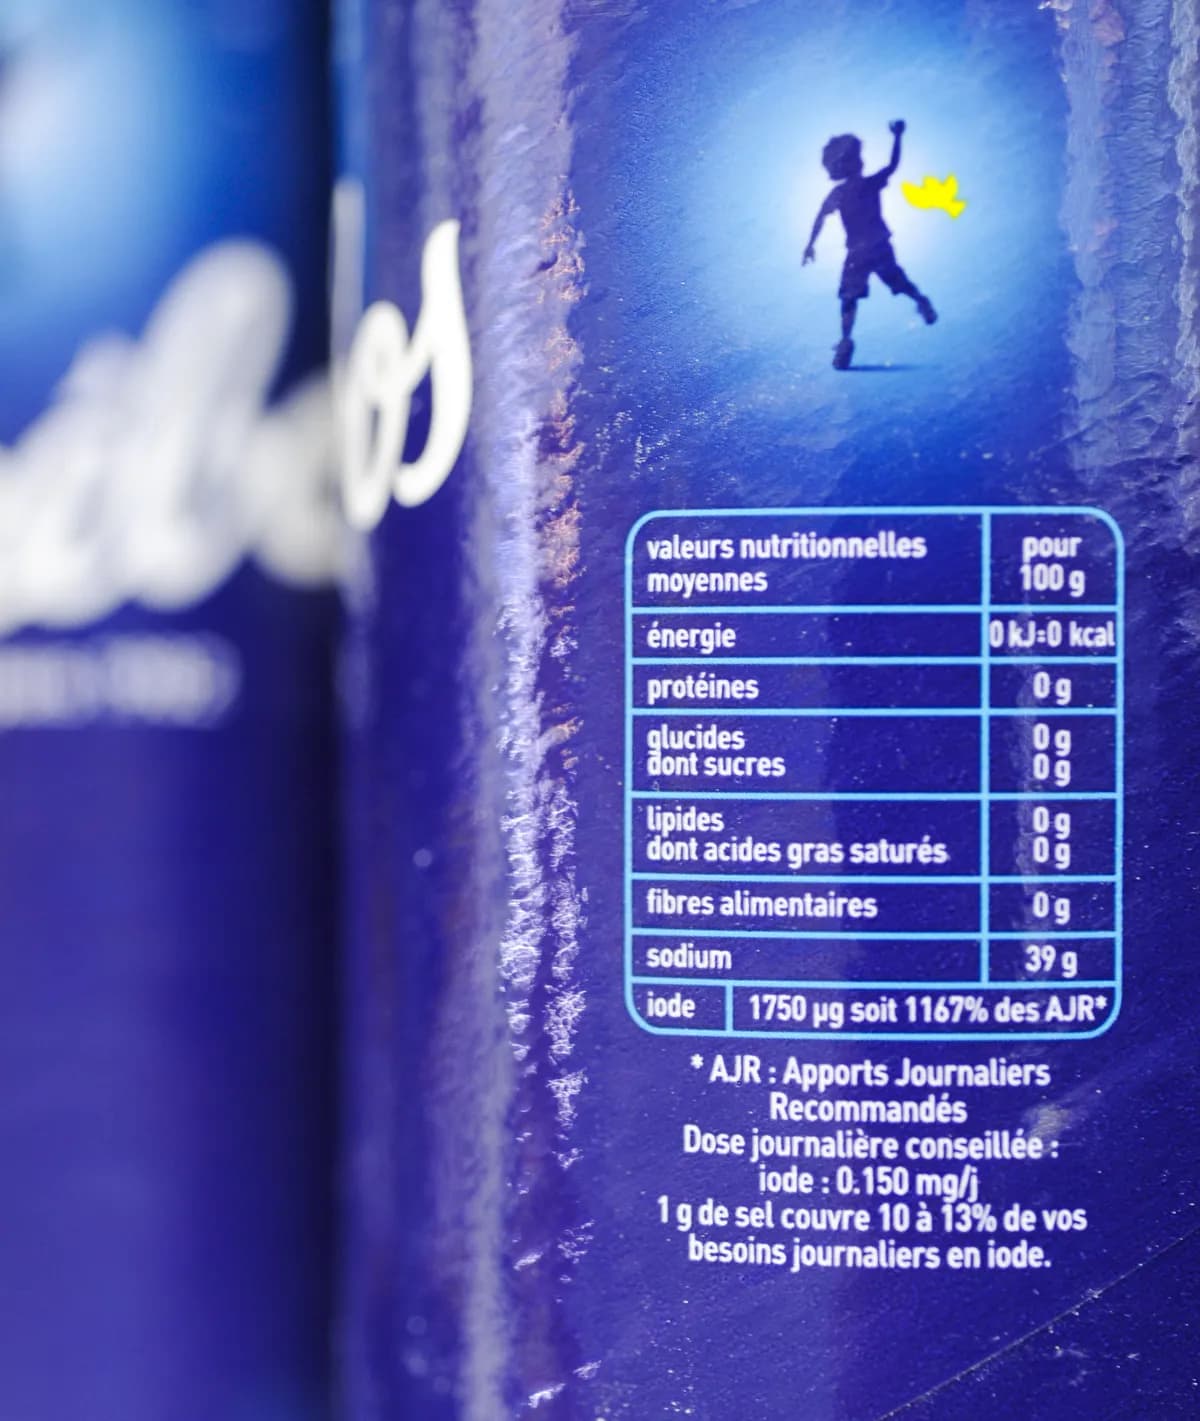 os
valeurs nutritionnelles
moyennes
pour
100 g
énergie
0 kJ=0 kcal
protéines
0 g
glucides
0 g
dont sucres
0 g
lipides
0 g
dont acides gras saturés
0 g
fibres alimentaires
0 g
sodium
39 g
iode
1750 µg soit 1167% des AJR*
* AJR : Apports Journaliers
Recommandés
Dose journalière conseillée :
iode : 0.150 mg/j
1 g de sel couvre 10 à 13% de vos
besoins journaliers en iode.